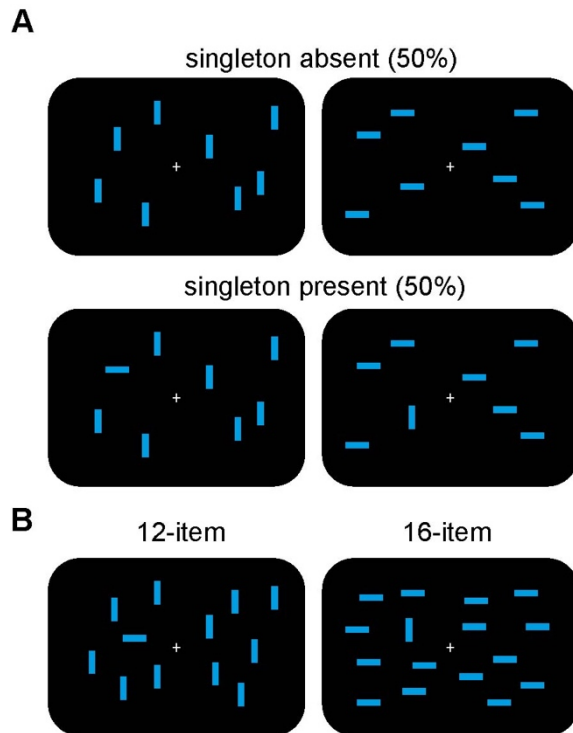 A
singleton absent (50%)
singleton present (50%)
B
12-item 16-item